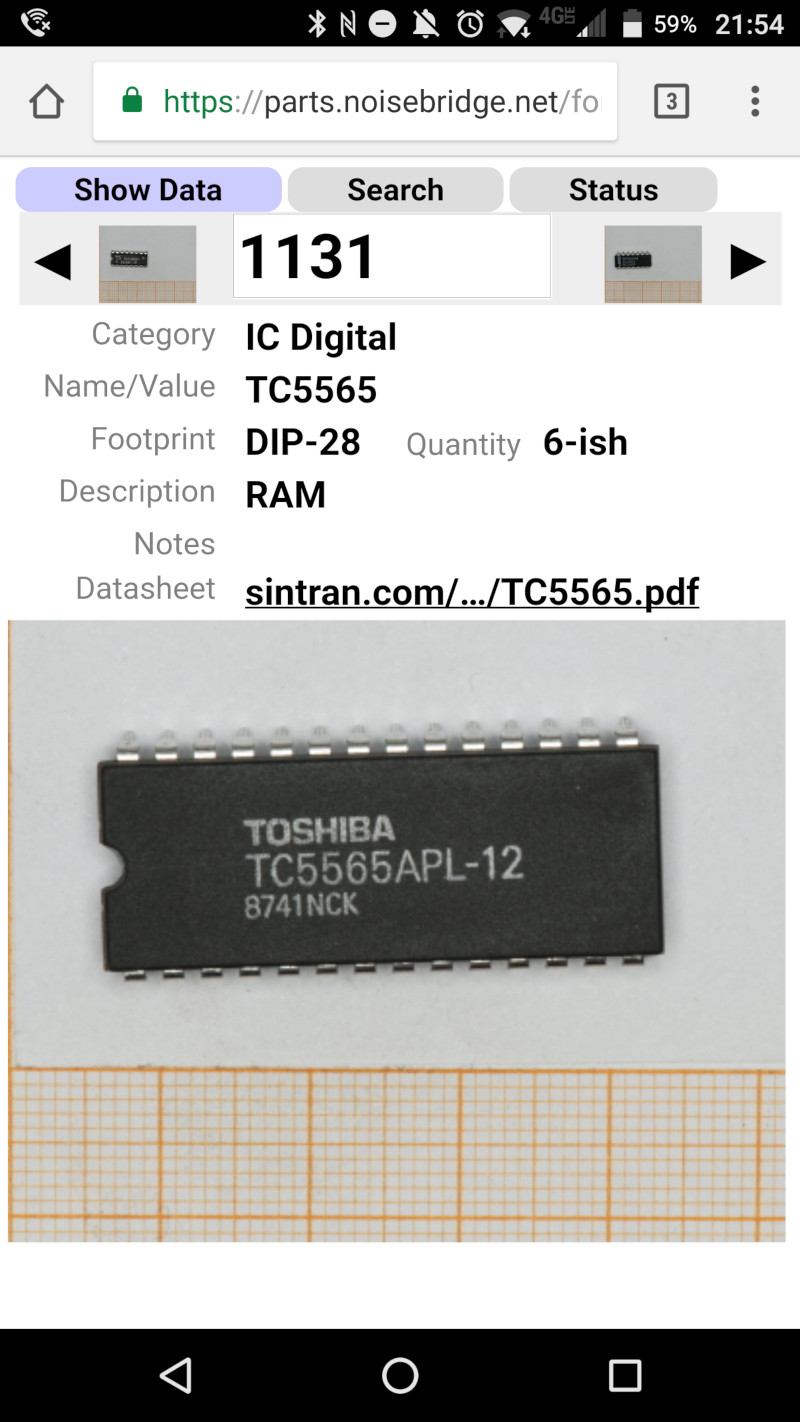 4G LTE 59% 21:54
https://parts.noisebridge.net/fo
3
Show Data Search Status
1131
Category IC Digital
Name/Value TC5565
Footprint DIP-28 Quantity 6-ish
Description RAM
Notes
Datasheet sintran.com/.../TC5565.pdf
TOSHIBA
TC5565APL-12
8741NCK